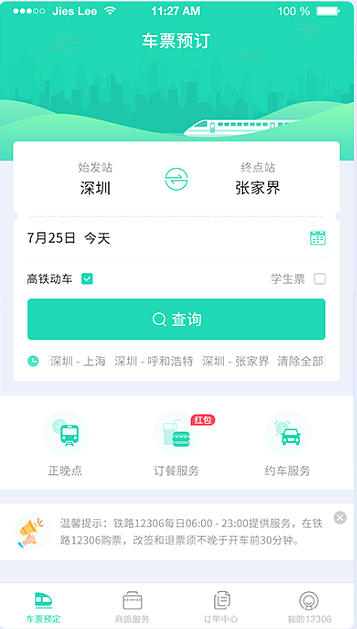 Jies Lee 11:27 AM 100 %
车票预订
始发站 终点站
深圳 张家界
7月25日 今天
高铁动车 学生票
查询
深圳 - 上海 深圳 - 呼和浩特 深圳 - 张家界 清除全部
红包
正晚点 订餐服务 约车服务
温馨提示：铁路12306每日06:00 - 23:00提供服务，在铁
路12306购票，改签和退票须不晚于开车前30分钟。
车票预定 商旅服务 订单中心 我的12306